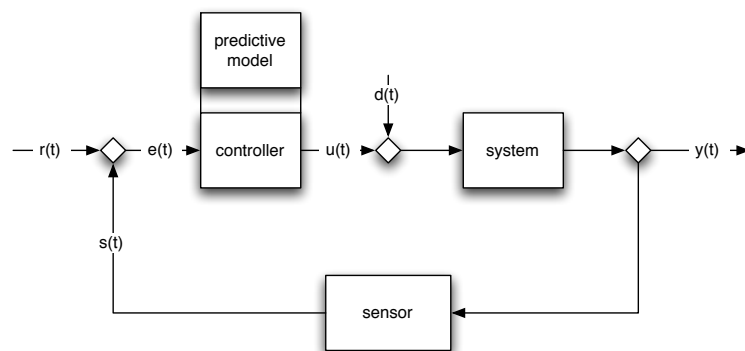 predictive
model
d(t)
r(t)
e(t)
controller
u(t)
system
y(t)
s(t)
sensor